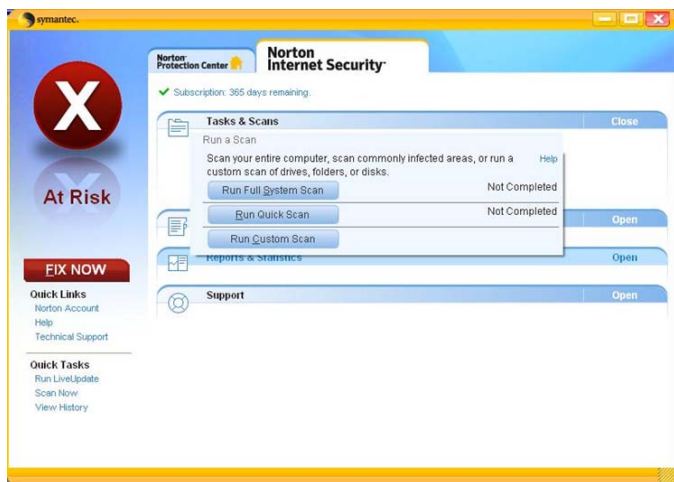 symantec.
Norton
Protection Center
Norton
Internet Security
Subscription: 365 days remaining.
X
At Risk
FIX NOW
Quick Links
Norton Account
Help
Technical Support
Quick Tasks
Run LiveUpdate
Scan Now
View History
Tasks & Scans Close
Run a Scan
Scan your entire computer, scan commonly infected areas, or run a Help
custom scan of drives, folders, or disks.
Run Full System Scan Not Completed
Run Quick Scan Not Completed
Run Custom Scan
Open
Reports & Statistics Open
Support Open